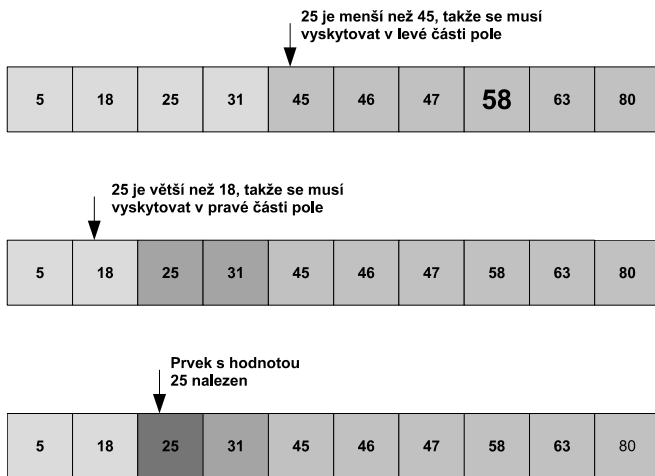 25 je menší než 45, takže se musí
vyskytovat v levé části pole
5 18 25 31 45 46 47 58 63 80
25 je větší než 18, takže se musí
vyskytovat v pravé části pole
5 18 25 31 45 46 47 58 63 80
Prvek s hodnotou
25 nalezen
5 18 25 31 45 46 47 58 63 80